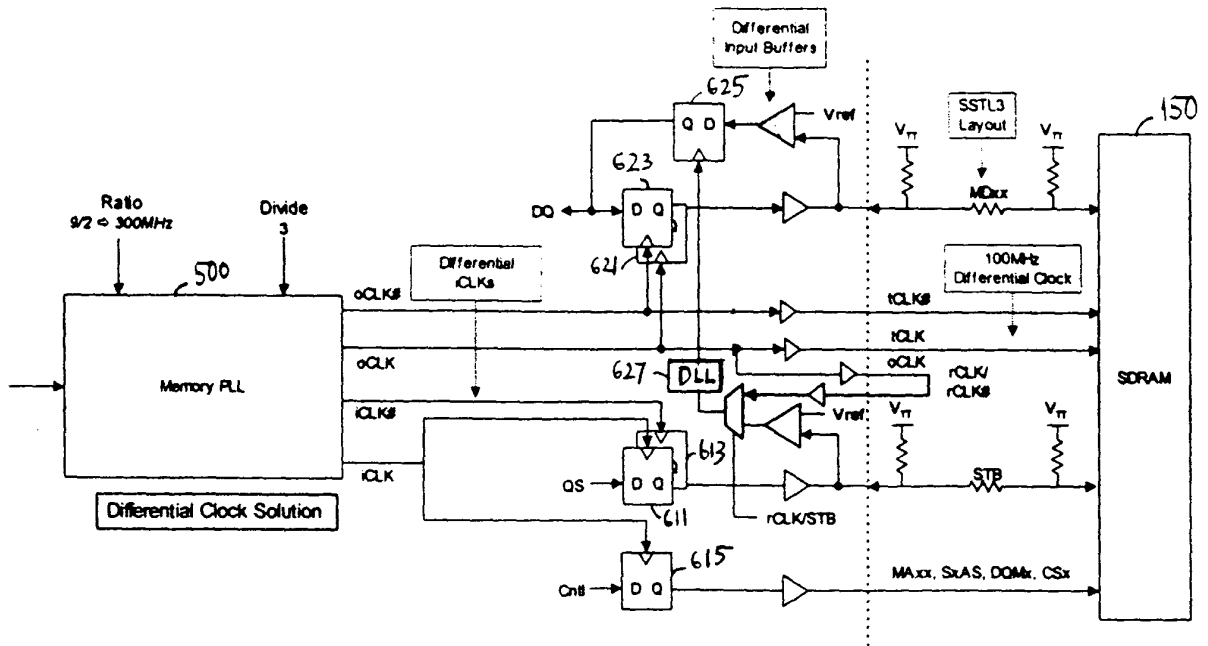 Differential
Input Buffers
625
Q D
Vref
SSTL3
Layout
VTT
VTT
150
MDxx
Ratio
9/2 ⇨ 300MHz
Divide
3
623
DQ
D Q
621
500
Differential
iCLKs
100MHz
Differential Clock
oCLK#
tCLK#
oCLK
tCLK
oCLK
Memory PLL
627
DLL
rCLK/
rCLK#
SDRAM
iCLK#
Vref
VTT
VTT
iCLK
613
STB
QS
D Q
Differential Clock Solution
611
rCLK/STB
615
Cntl
D Q
MAxx, SxAS, DQMx, CSx